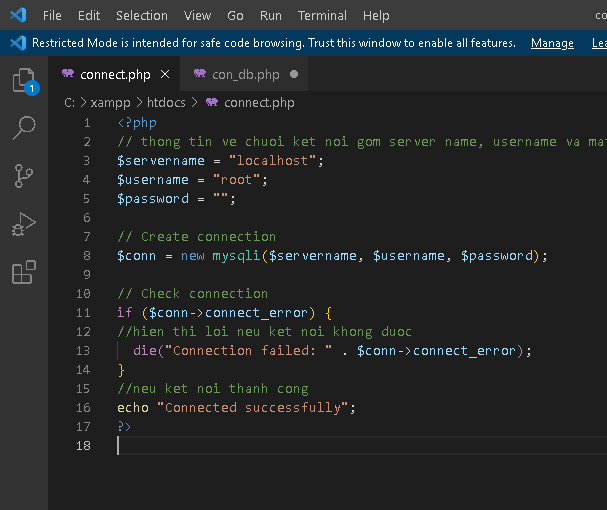 File Edit Selection View Go Run Terminal Help co
Restricted Mode is intended for safe code browsing. Trust this window to enable all features. Manage Lea
connect.php con_db.php
C: > xampp > htdocs > connect.php
1 <?php
2 // thong tin ve chuoi ket noi gom server name, username va mat
3 $servername = "localhost";
4 $username = "root";
5 $password = "";
6
7 // Create connection
8 $conn = new mysqli($servername, $username, $password);
9
10 // Check connection
11 if ($conn->connect_error) {
12 //hien thi loi neu ket noi khong duoc
13 die("Connection failed: " . $conn->connect_error);
14 }
15 //neu ket noi thanh cong
16 echo "Connected successfully";
17 ?>
18
1